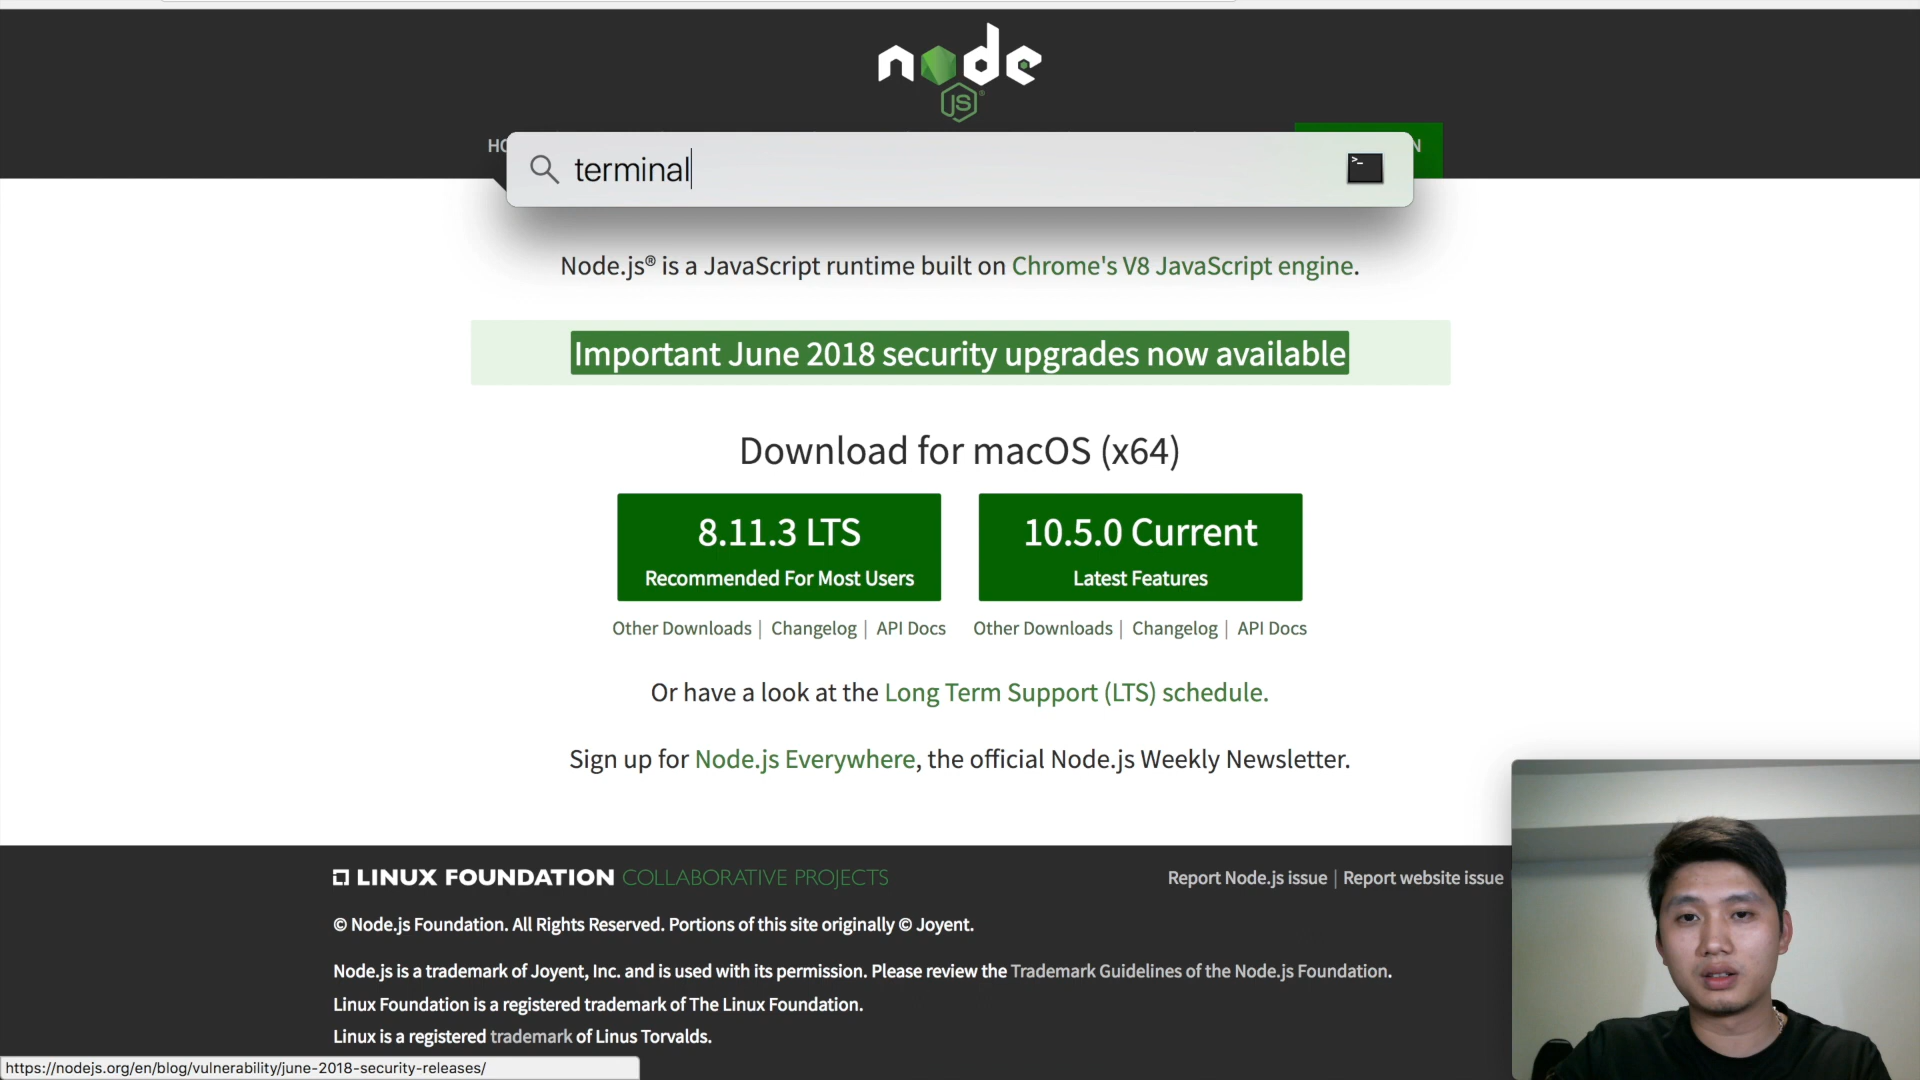 node
JS
HO
N
terminal
>_
Node.js® is a JavaScript runtime built on Chrome's V8 JavaScript engine.
Important June 2018 security upgrades now available
Download for macOS (x64)
8.11.3 LTS
Recommended For Most Users
10.5.0 Current
Latest Features
Other Downloads | Changelog | API Docs
Other Downloads | Changelog | API Docs
Or have a look at the Long Term Support (LTS) schedule.
Sign up for Node.js Everywhere, the official Node.js Weekly Newsletter.
LINUX FOUNDATION COLLABORATIVE PROJECTS
Report Node.js issue | Report website issue
© Node.js Foundation. All Rights Reserved. Portions of this site originally © Joyent.
Node.js is a trademark of Joyent, Inc. and is used with its permission. Please review the Trademark Guidelines of the Node.js Foundation.
Linux Foundation is a registered trademark of The Linux Foundation.
Linux is a registered trademark of Linus Torvalds.
https://nodejs.org/en/blog/vulnerability/june-2018-security-releases/